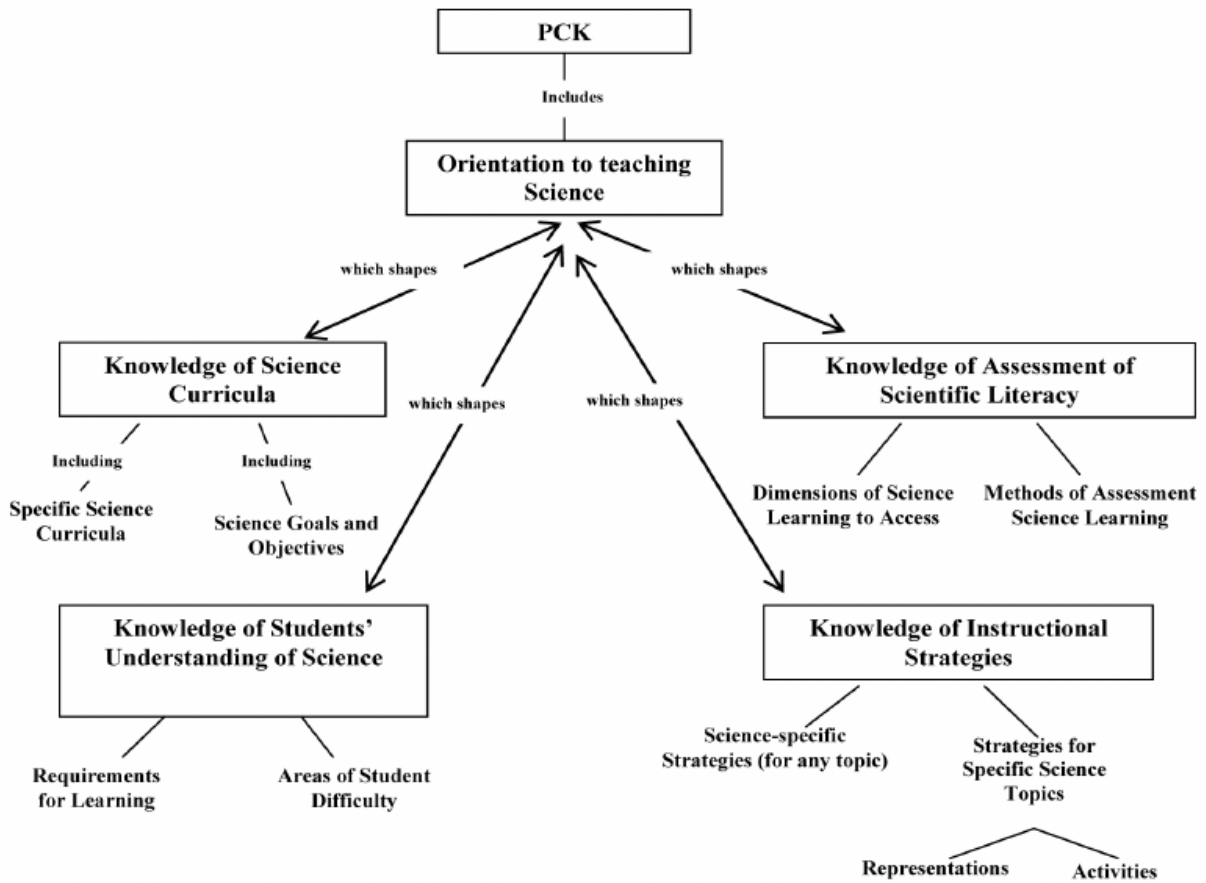 PCK
Includes
Orientation to teaching
Science
which shapes
which shapes
Knowledge of Science
Curricula
Knowledge of Assessment of
Scientific Literacy
which shapes
which shapes
Including
Including
Specific Science
Curricula
Science Goals and
Objectives
Dimensions of Science
Learning to Access
Methods of Assessment
Science Learning
Knowledge of Students’
Understanding of Science
Knowledge of Instructional
Strategies
Requirements
for Learning
Areas of Student
Difficulty
Science-specific
Strategies (for any topic)
Strategies for
Specific Science
Topics
Representations
Activities